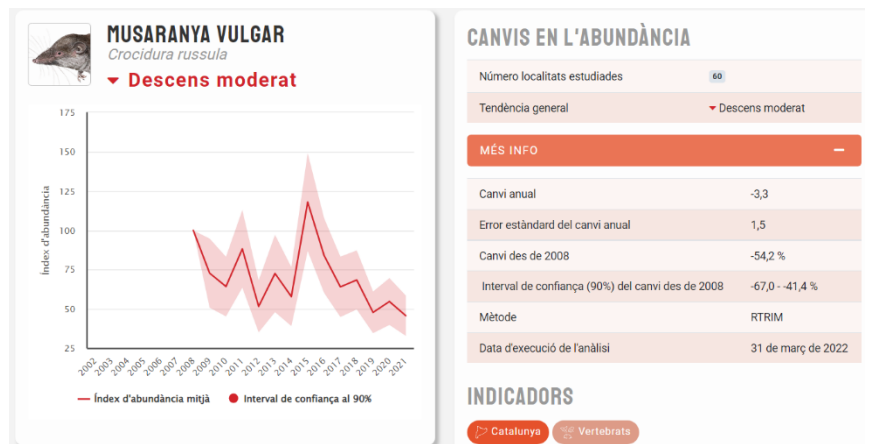 MUSARANYA VULGAR
Crocidura russula
Descens moderat
175
150
125
100
75
50
25
Índex d'abundància
2002 2003 2004 2005 2006 2007 2008 2009 2010 2011 2012 2013 2014 2015 2016 2017 2018 2019 2020 2021
Índex d'abundància mitjà Interval de confiança al 90%
CANVIS EN L'ABUNDÀNCIA
Número localitats estudiades 60
Tendència general Descens moderat
MÉS INFO
Canvi anual -3,3
Error estàndard del canvi anual 1,5
Canvi des de 2008 -54,2 %
Interval de confiança (90%) del canvi des de 2008 -67,0 - -41,4 %
Mètode RTRIM
Data d'execució de l'anàlisi 31 de març de 2022
INDICADORS
Catalunya Vertebrats